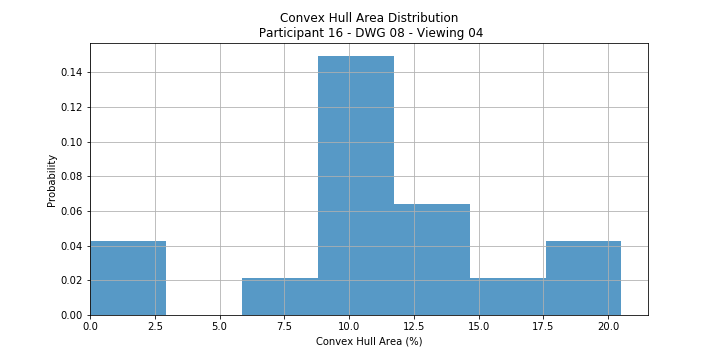 Convex Hull Area Distribution
Participant 16 - DWG 08 - Viewing 04
0.14
0.12
0.10
0.08
0.06
0.04
0.02
0.00
Probability
0.0 2.5 5.0 7.5 10.0 12.5 15.0 17.5 20.0
Convex Hull Area (%)